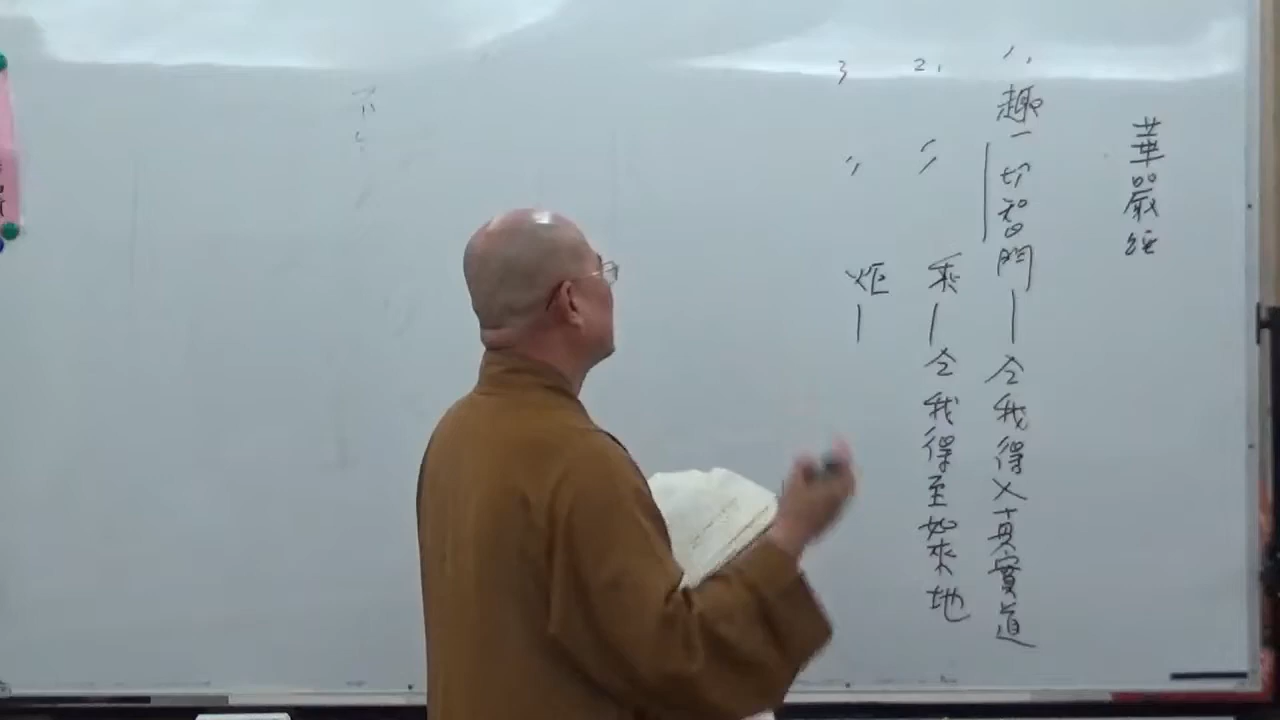 華嚴經
1. 趣一切智門—令我得入真實道
2. 〃 乘—令我得至如來地
3 〃 炬—